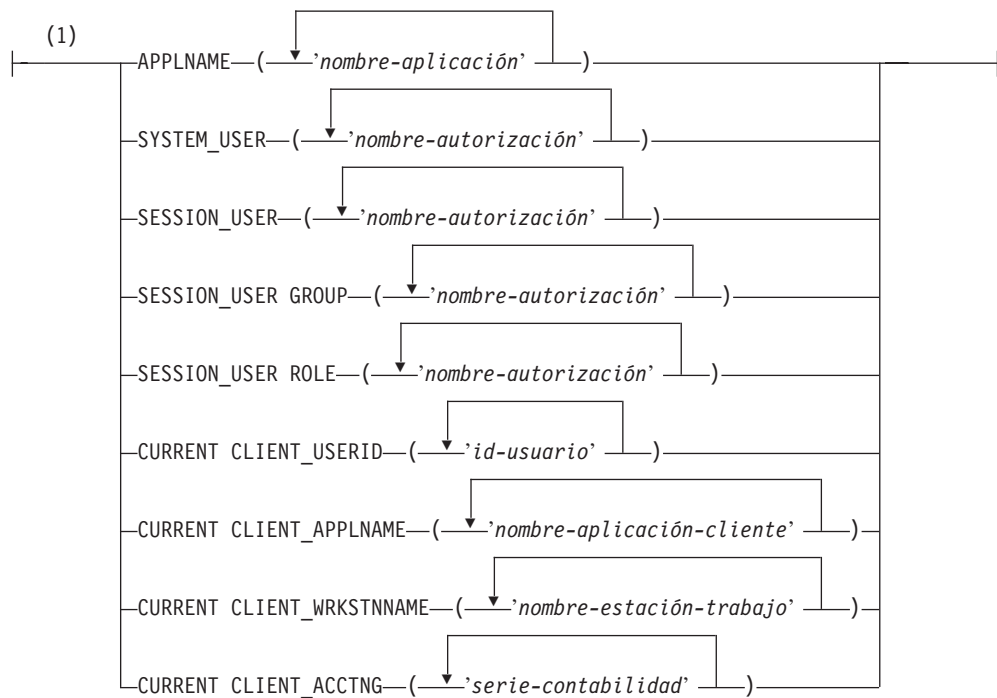 (1)
APPLNAME ( 'nombre-aplicación' )
SYSTEM_USER ( 'nombre-autorización' )
SESSION_USER ( 'nombre-autorización' )
SESSION_USER GROUP ( 'nombre-autorización' )
SESSION_USER ROLE ( 'nombre-autorización' )
CURRENT CLIENT_USERID ( 'id-usuario' )
CURRENT CLIENT_APPLNAME ( 'nombre-aplicación-cliente' )
CURRENT CLIENT_WRKSTNNAME ( 'nombre-estación-trabajo' )
CURRENT CLIENT_ACCTNG ( 'serie-contabilidad' )